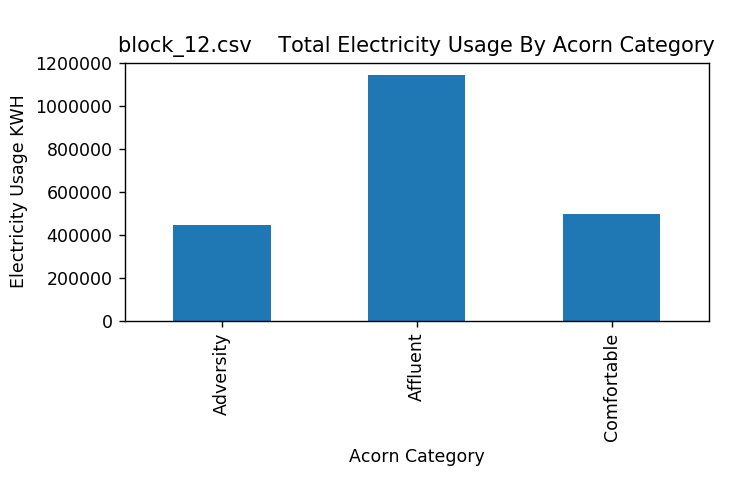 block_12.csv    Total Electricity Usage By Acorn Category
Electricity Usage KWH
1200000
1000000
800000
600000
400000
200000
0
Adversity
Affluent
Comfortable
Acorn Category